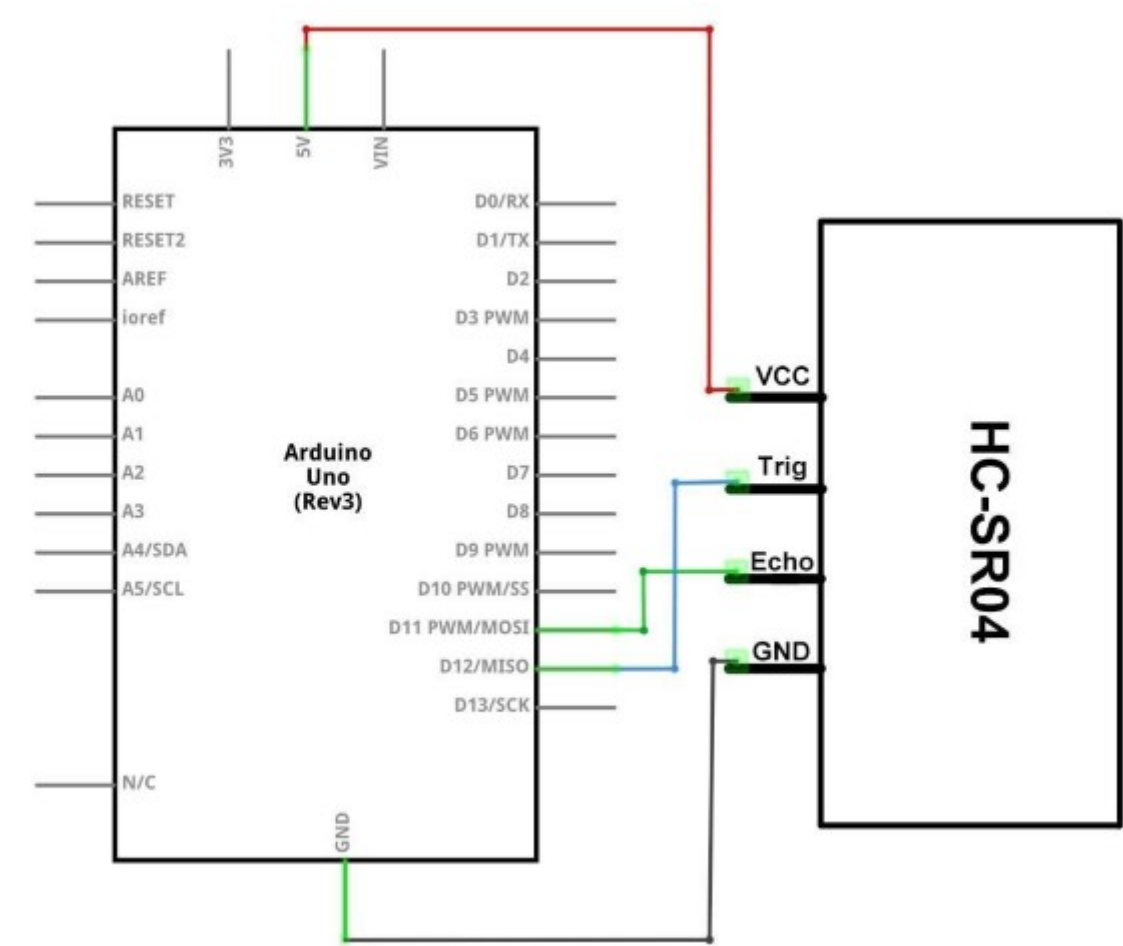 3V3
5V
VIN
RESET
RESET2
AREF
ioref
A0
A1
A2
A3
A4/SDA
A5/SCL
N/C
Arduino
Uno
(Rev3)
D0/RX
D1/TX
D2
D3 PWM
D4
D5 PWM
D6 PWM
D7
D8
D9 PWM
D10 PWM/SS
D11 PWM/MOSI
D12/MISO
D13/SCK
GND
VCC
Trig
Echo
GND
HC-SR04